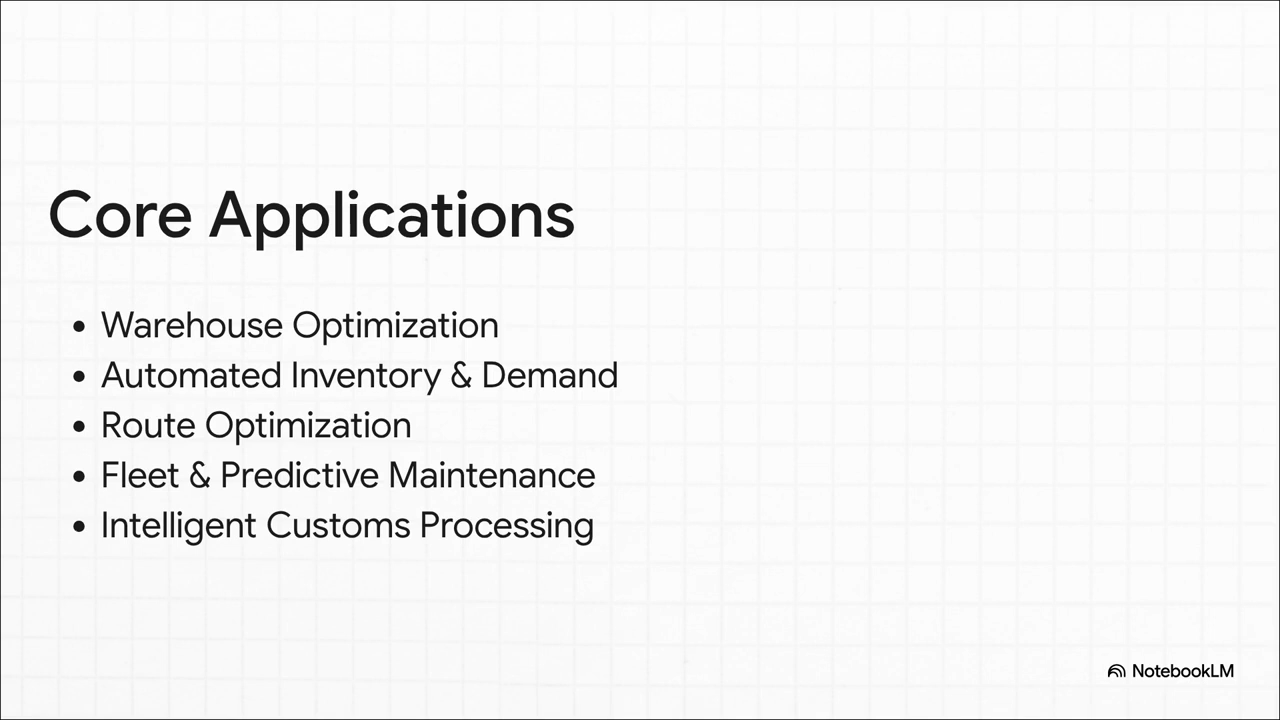 Core Applications
• Warehouse Optimization
• Automated Inventory & Demand
• Route Optimization
• Fleet & Predictive Maintenance
• Intelligent Customs Processing
NotebookLM